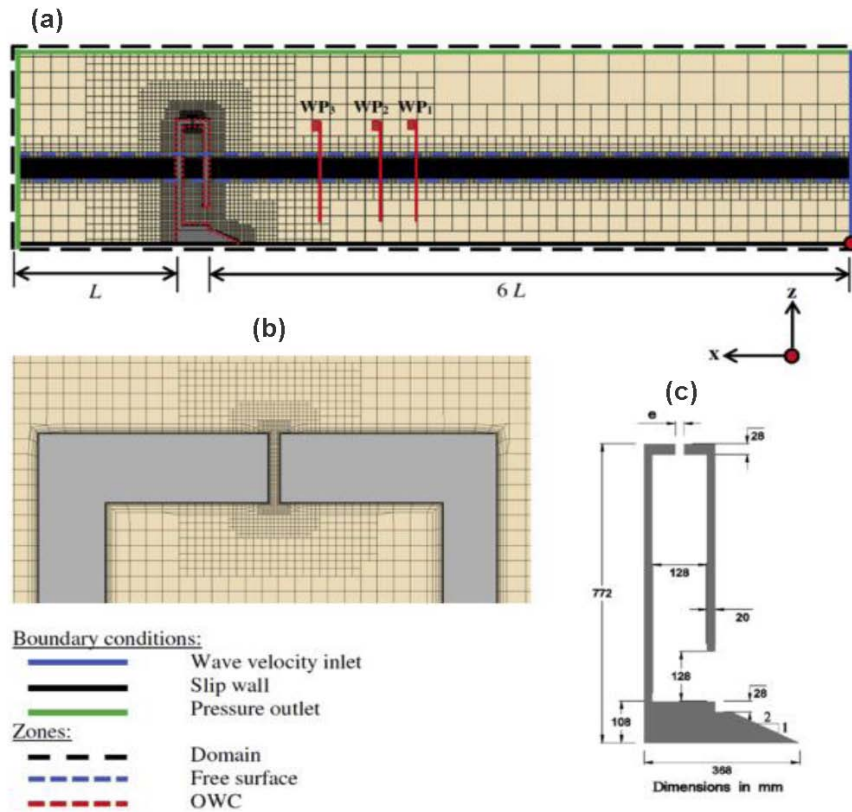 (a)
WP3 WP2 WP1
L
6 L
z
x
(b)
(c)
e
28
772
128
20
128
28
108
2
1
368
Dimensions in mm
Boundary conditions:
Wave velocity inlet
Slip wall
Pressure outlet
Zones:
Domain
Free surface
OWC